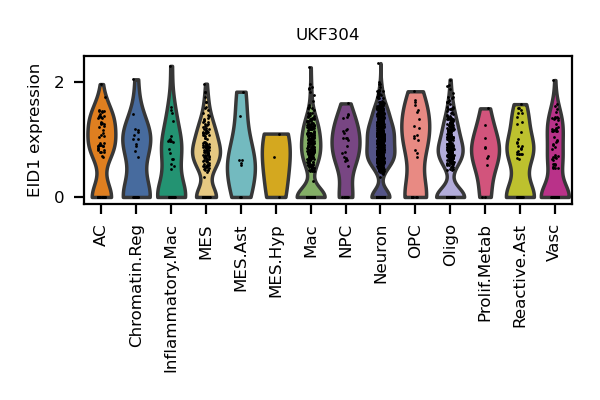 UKF304
EID1 expression
2
0
AC
Chromatin.Reg
Inflammatory.Mac
MES
MES.Ast
MES.Hyp
Mac
NPC
Neuron
OPC
Oligo
Prolif.Metab
Reactive.Ast
Vasc